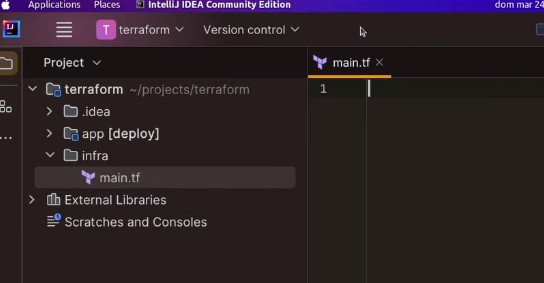 Applications Places IntelliJ IDEA Community Edition dom mar 24
T terraform Version control
Project
main.tf
terraform ~/projects/terraform
1
.idea
app [deploy]
infra
main.tf
External Libraries
Scratches and Consoles